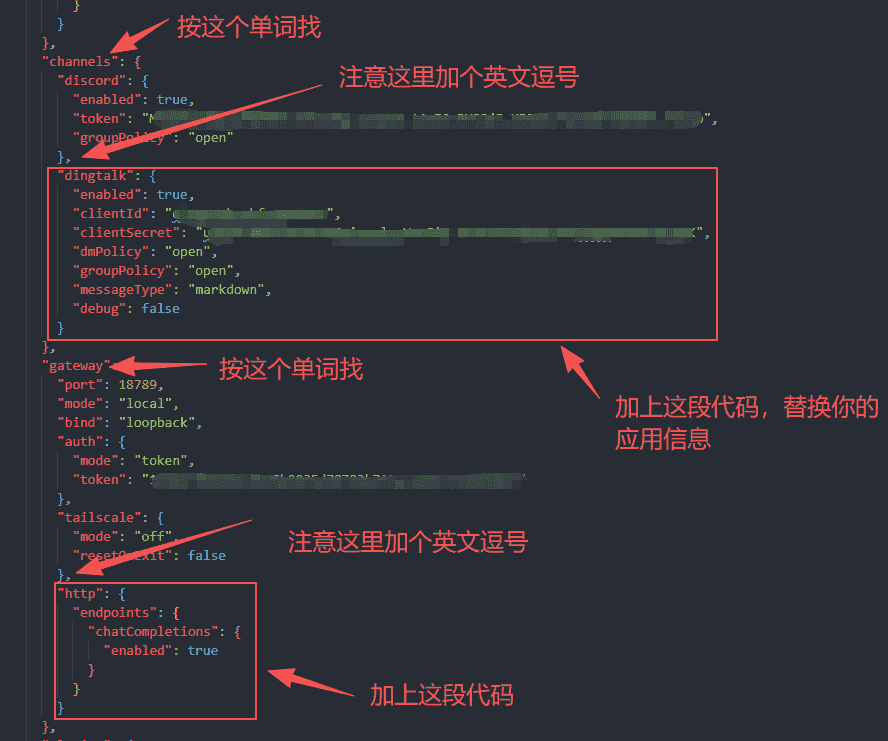 }
}
},
按这个单词找
"channels": {
注意这里加个英文逗号
"discord": {
"enabled": true,
"token": "
",
"groupPolicy": "open"
},
"dingtalk": {
"enabled": true,
"clientId": "
",
"clientSecret": "
",
"dmPolicy": "open",
"groupPolicy": "open",
"messageType": "markdown",
"debug": false
}
},
"gateway"
按这个单词找
"port": 18789,
"mode": "local",
"bind": "loopback",
加上这段代码，替换你的
应用信息
"auth": {
"mode": "token",
"token": "
},
"tailscale": {
"mode": "off",
注意这里加个英文逗号
"resetOnExit": false
},
"http": {
"endpoints": {
"chatCompletions": {
"enabled": true
}
}
加上这段代码
}
},